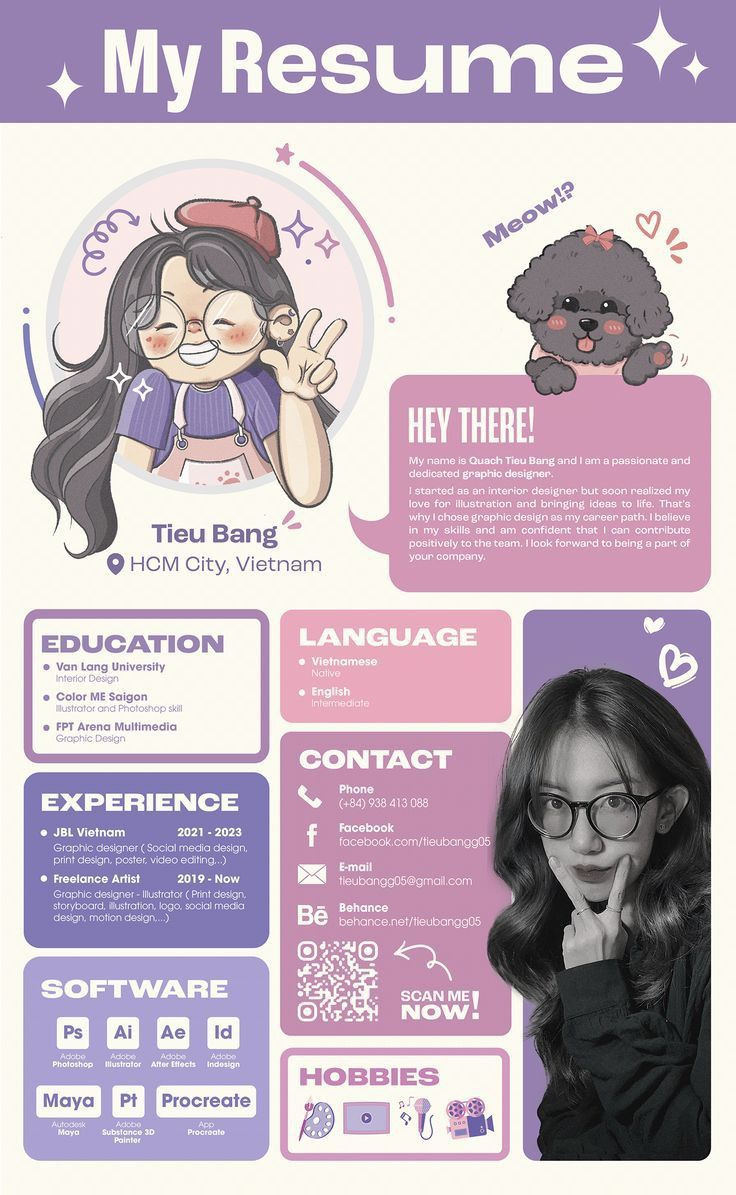 My Resume
Meow!?
HEY THERE!
My name is Quach Tieu Bang and I am a passionate and
dedicated graphic designer.
I started as an interior designer but soon realized my
love for illustration and bringing ideas to life. That's
why I chose graphic design as my career path. I believe
in my skills and am confident that I can contribute
positively to the team. I look forward to being a part of
your company.
Tieu Bang
HCM City, Vietnam
EDUCATION
Van Lang University
Interior Design
Color ME Saigon
Illustrator and Photoshop skill
FPT Arena Multimedia
Graphic Design
EXPERIENCE
JBL Vietnam 2021 - 2023
Graphic designer ( Social media design,
print design, poster, video editing,..)
Freelance Artist 2019 - Now
Graphic designer - Illustrator ( Print design,
storyboard, illustration, logo, social media
design, motion design,...)
SOFTWARE
Ps Ai Ae Id
Adobe Adobe Adobe Adobe
Photoshop Illustrator After Effects Indesign
Maya Pt Procreate
Autodesk Adobe App
Maya Substance 3D Procreate
Painter
LANGUAGE
Vietnamese
Native
English
Intermediate
CONTACT
Phone
(+84) 938 413 088
f Facebook
facebook.com/tieubangg05
E-mail
tieubangg05@gmail.com
Bē Behance
behance.net/tieubangg05
SCAN ME
NOW!
HOBBIES